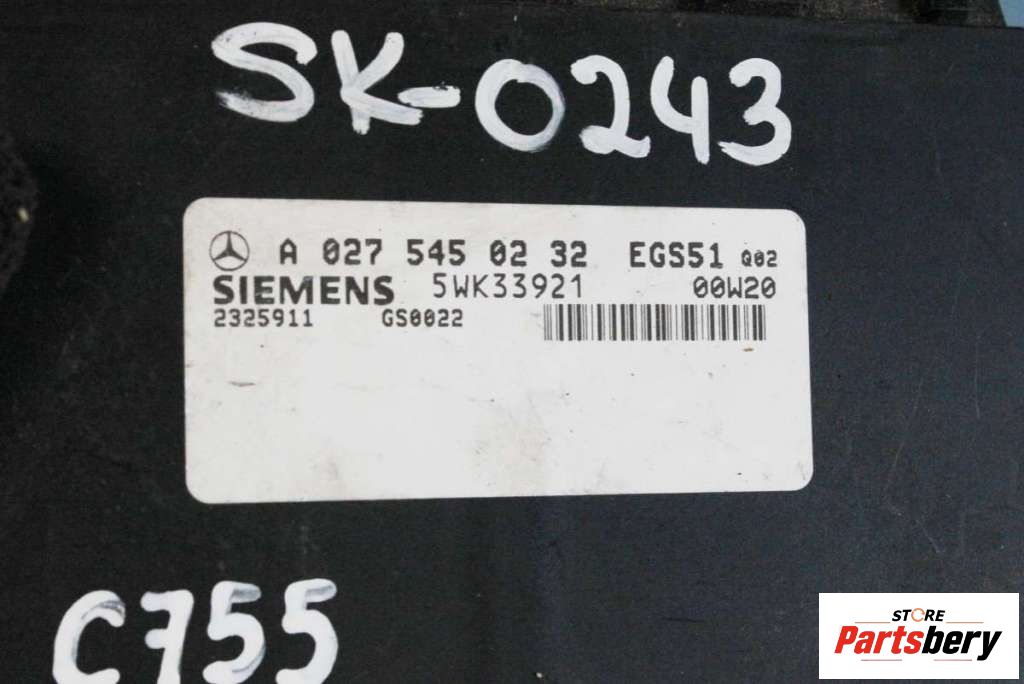 SK-0243
A 027 545 02 32 EGS51 Q02
SIEMENS 5WK33921 00W20
2325911 GS0022
C755
STORE
Partsbery